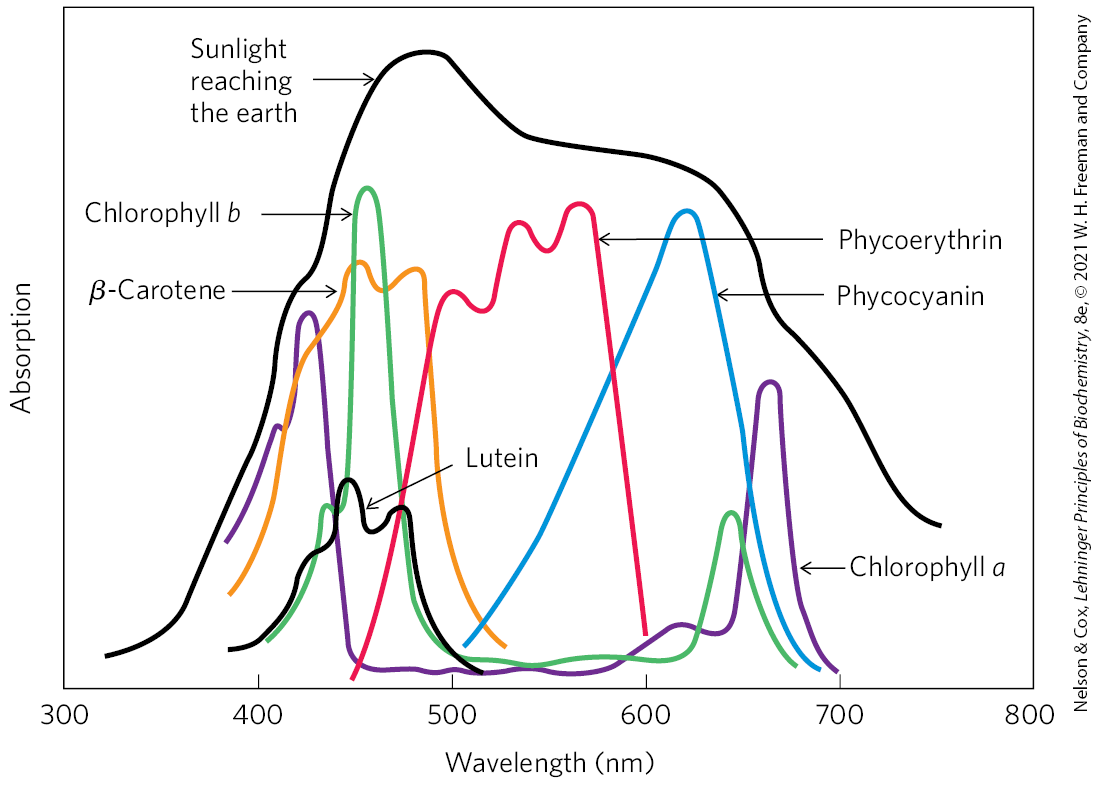 Sunlight
reaching
the earth
Chlorophyll b
β-Carotene
Phycoerythrin
Phycocyanin
Lutein
Chlorophyll a
Absorption
300 400 500 600 700 800
Wavelength (nm)
Nelson & Cox, Lehninger Principles of Biochemistry, 8e, © 2021 W. H. Freeman and Company